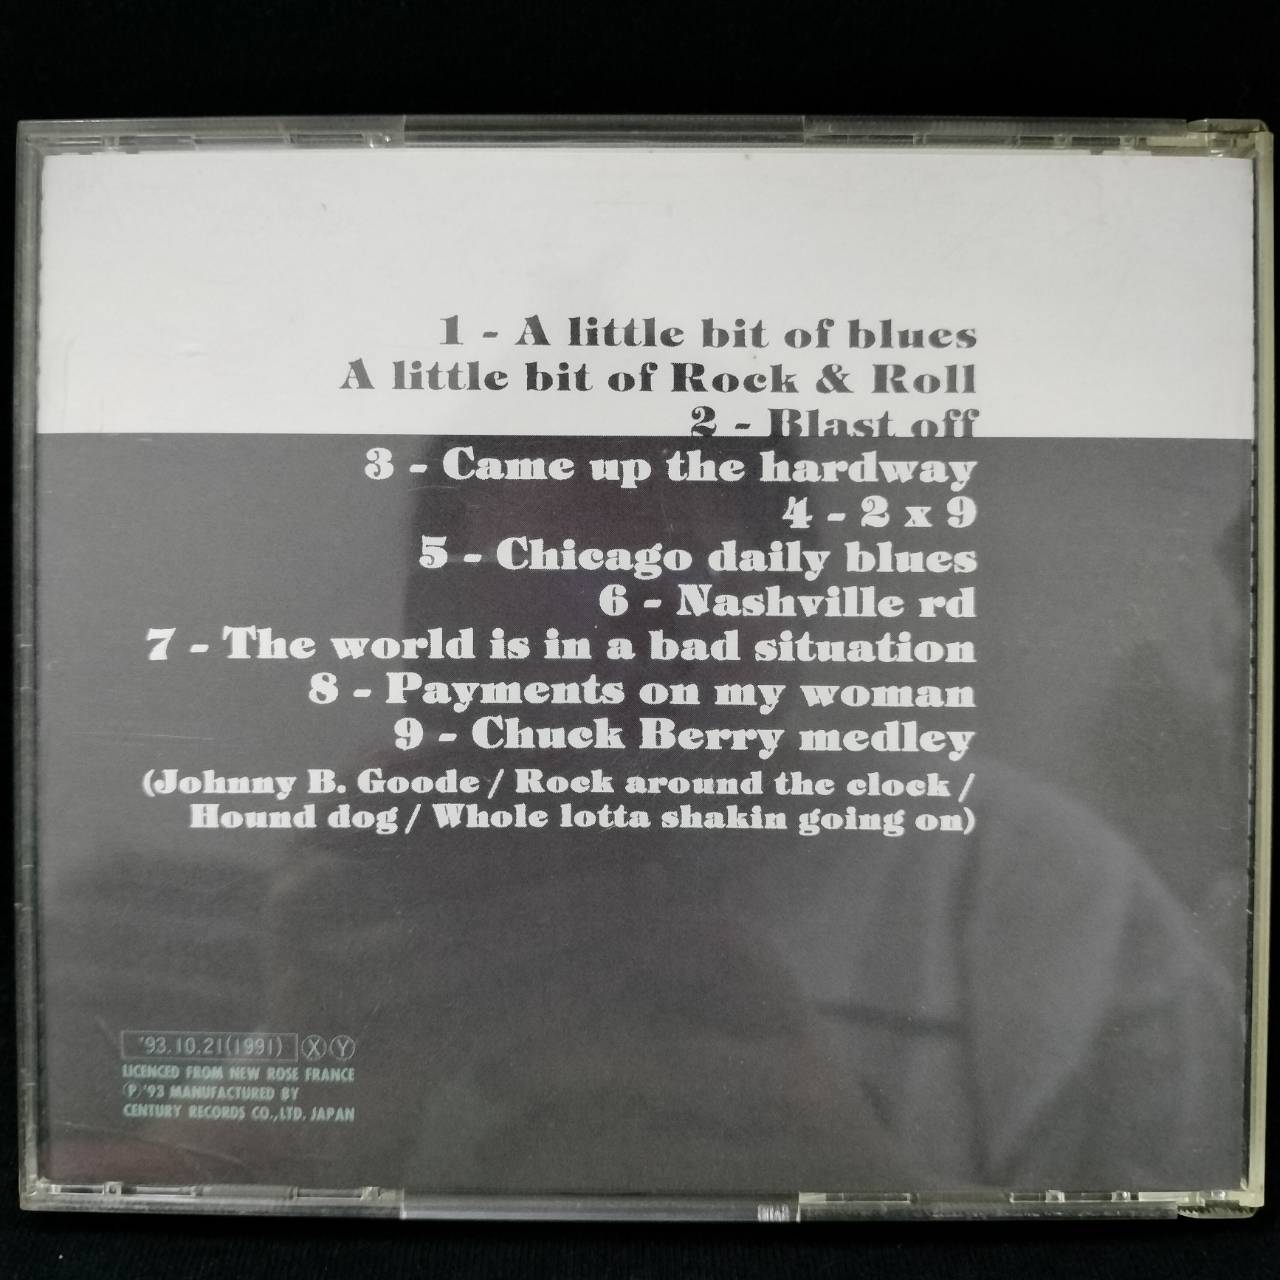 1 - A little bit of blues
A little bit of Rock & Roll
2 - Blast off
3 - Came up the hardway
4 - 2 x 9
5 - Chicago daily blues
6 - Nashville rd
7 - The world is in a bad situation
8 - Payments on my woman
9 - Chuck Berry medley
(Johnny B. Goode / Rock around the clock /
Hound dog / Whole lotta shakin going on)
'93.10.21(1991) Ⓧ Ⓨ
LICENCED FROM NEW ROSE FRANCE
Ⓟ'93 MANUFACTURED BY
CENTURY RECORDS CO.,LTD. JAPAN